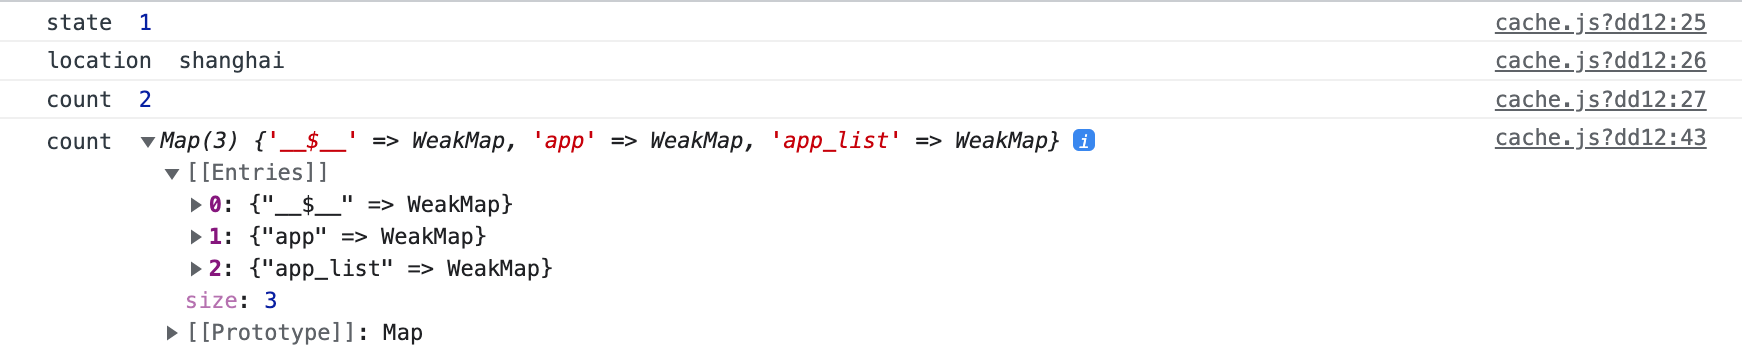 state 1 cache.js?dd12:25
location shanghai cache.js?dd12:26
count 2 cache.js?dd12:27
count ▼Map(3) {'__$__' => WeakMap, 'app' => WeakMap, 'app_list' => WeakMap} i cache.js?dd12:43
▼[[Entries]]
▶0: {"__$__" => WeakMap}
▶1: {"app" => WeakMap}
▶2: {"app_list" => WeakMap}
size: 3
▶[[Prototype]]: Map